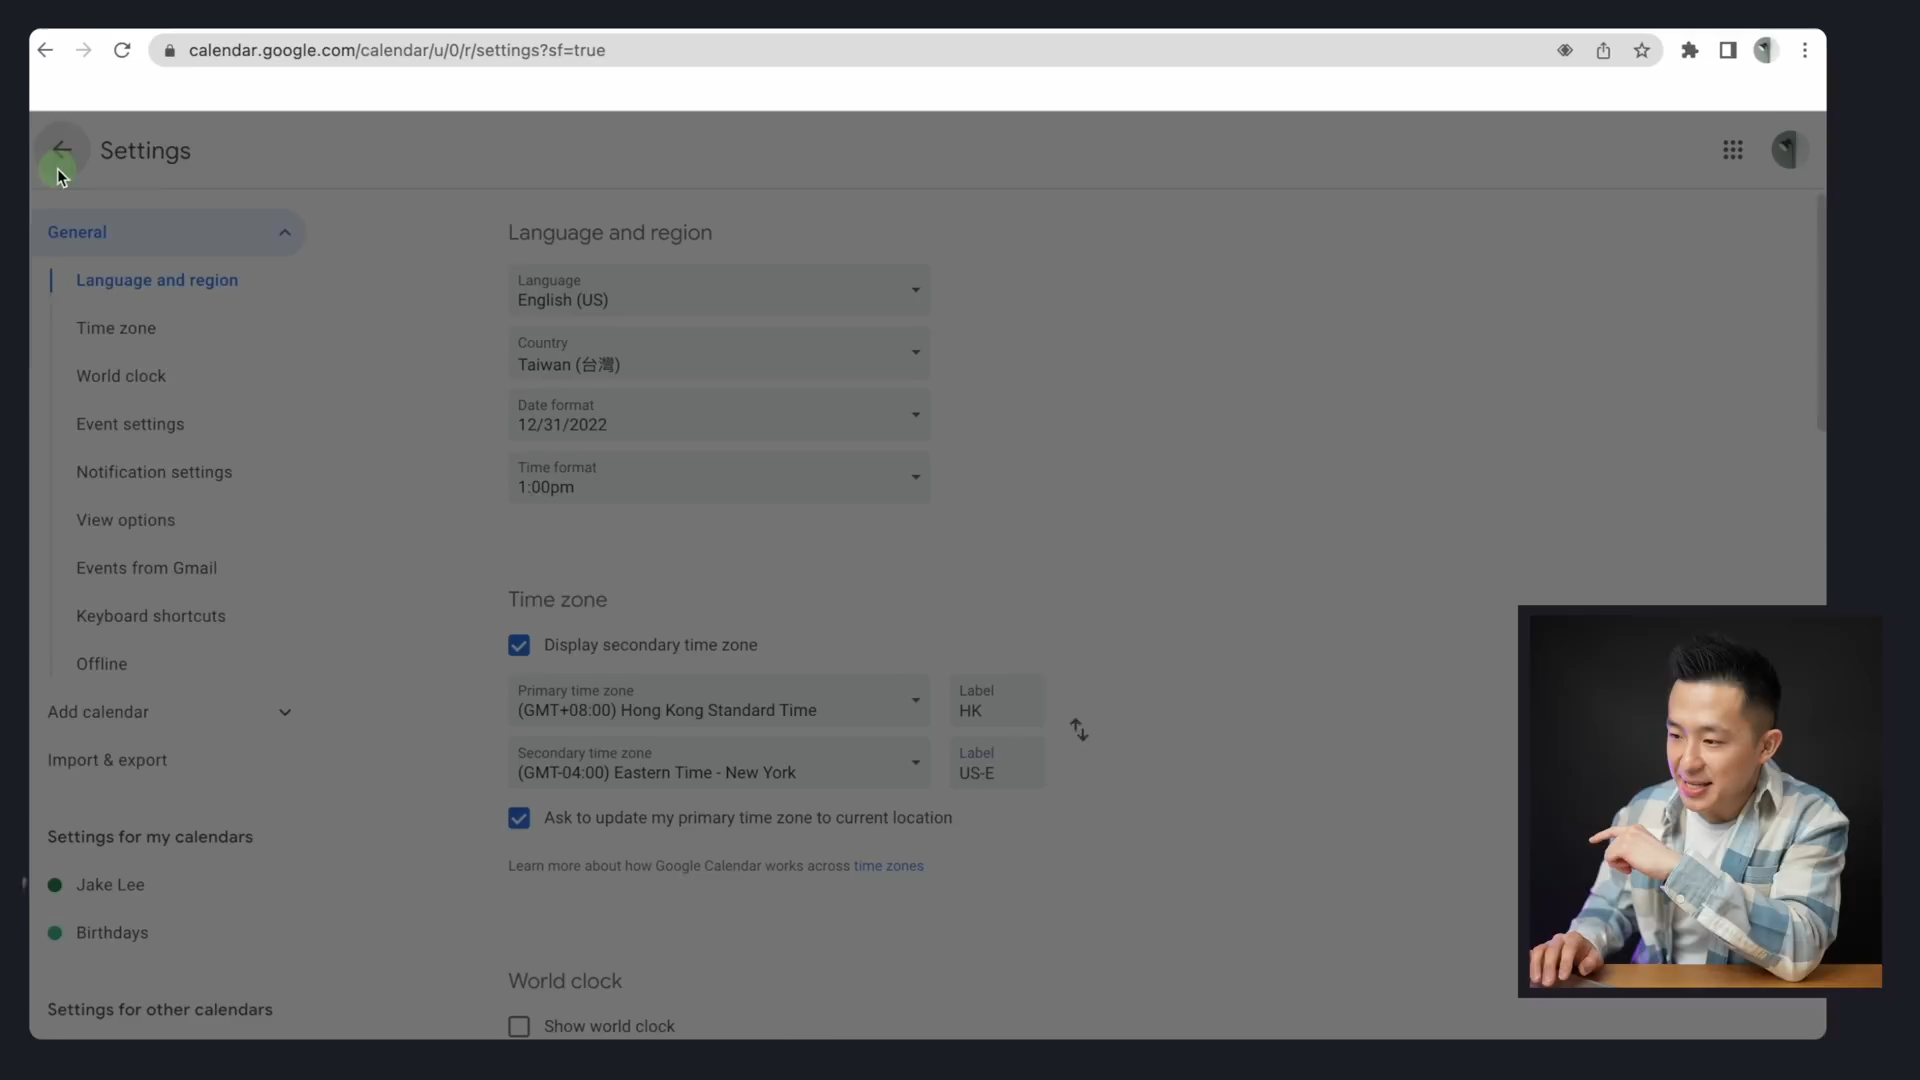 calendar.google.com/calendar/u/0/r/settings?sf=true
Settings
General
Language and region
Time zone
World clock
Event settings
Notification settings
View options
Events from Gmail
Keyboard shortcuts
Offline
Add calendar
Import & export
Settings for my calendars
Jake Lee
Birthdays
Settings for other calendars
Language and region
Language
English (US)
Country
Taiwan (台灣)
Date format
12/31/2022
Time format
1:00pm
Time zone
Display secondary time zone
Primary time zone
(GMT+08:00) Hong Kong Standard Time
Label
HK
Secondary time zone
(GMT-04:00) Eastern Time - New York
Label
US-E
Ask to update my primary time zone to current location
Learn more about how Google Calendar works across time zones
World clock
Show world clock